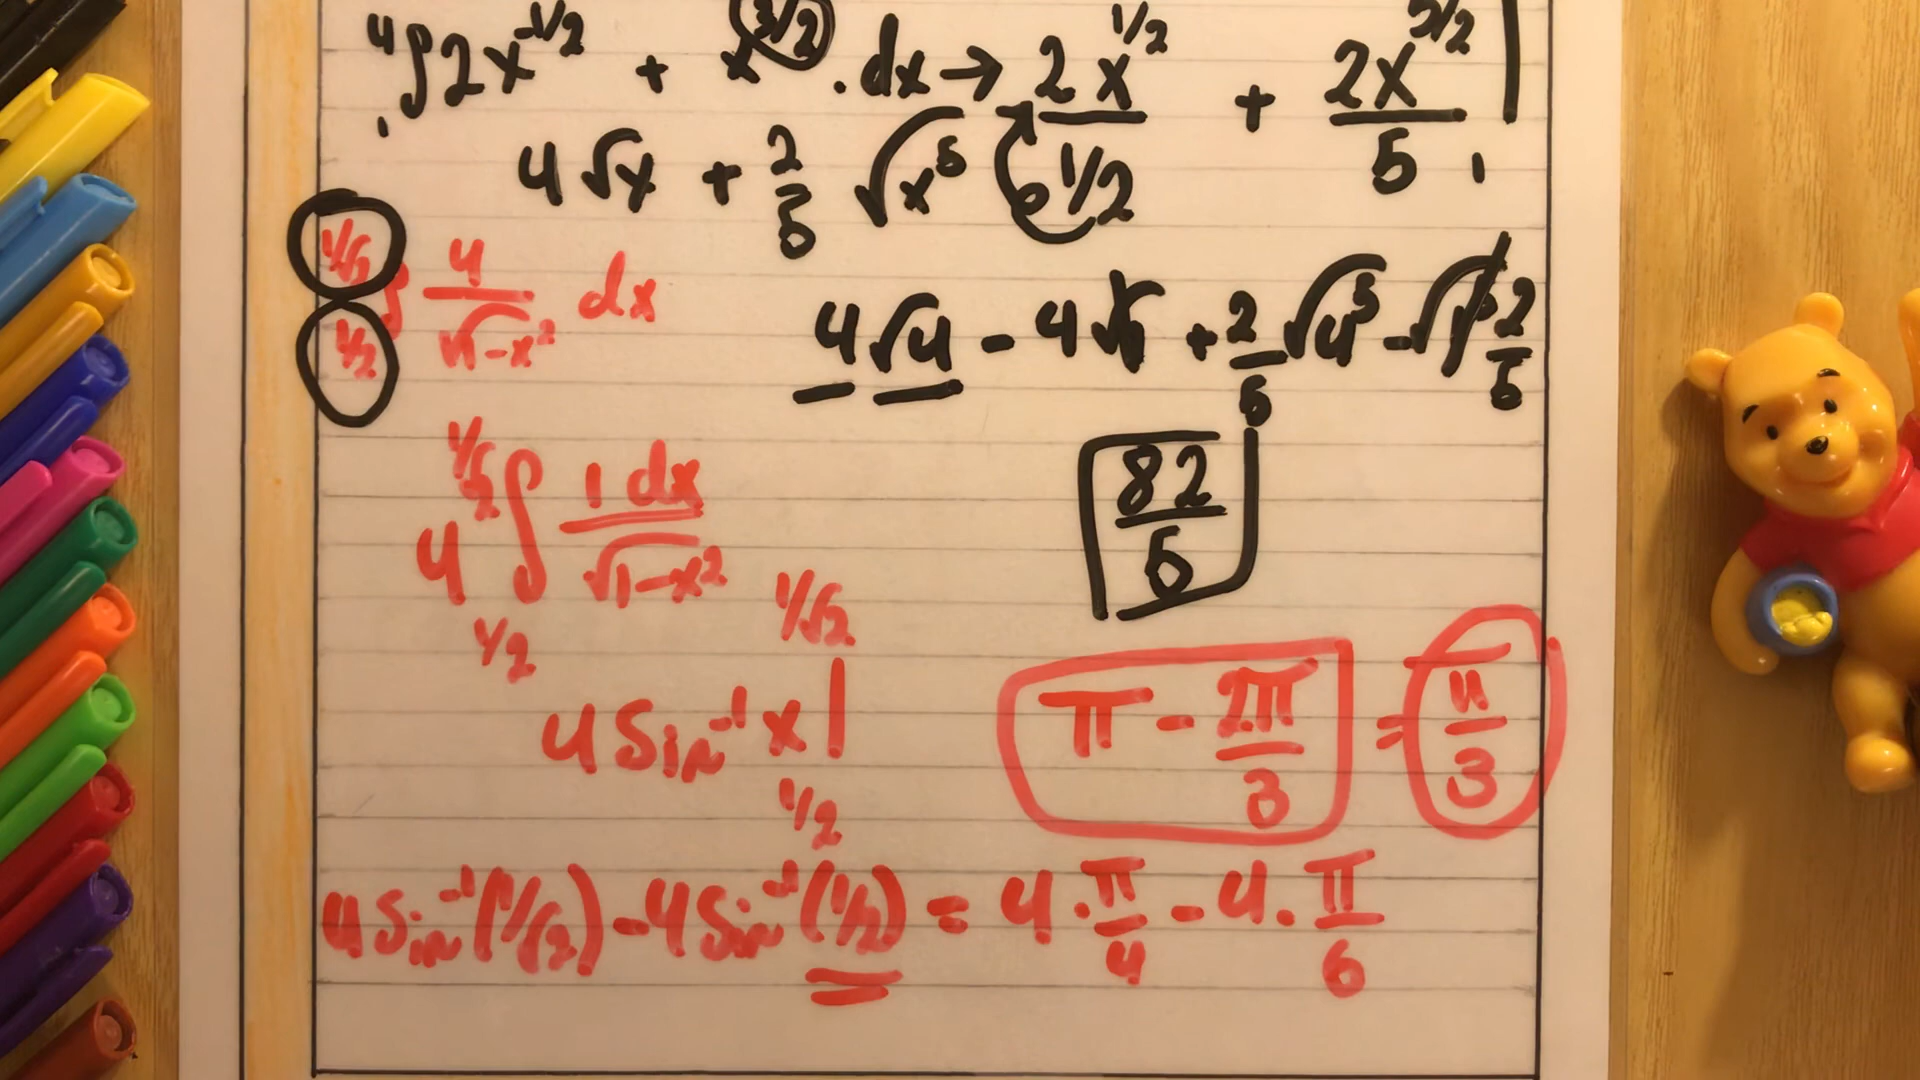 4 ∫ 2x^-1/2 + x^3/2 . dx → 2x^1/2 / 1/2 + 2x^5/2 / 5 |
1
4√x + 2/5 √x^5
1/√2 ∫ 1/2 4/√1-x² dx
4√4 - 4√1 + 2/5 √4^5 - √1^5 2/5
4 ∫ 1/√2 1/2 1 dx/√1-x²
82/5
4 Sin^-1 x | 1/√2 1/2
π - 2π/3 = π/3
4 Sin^-1(1/√2) - 4 Sin^-1(1/2) = 4 . π/4 - 4 . π/6